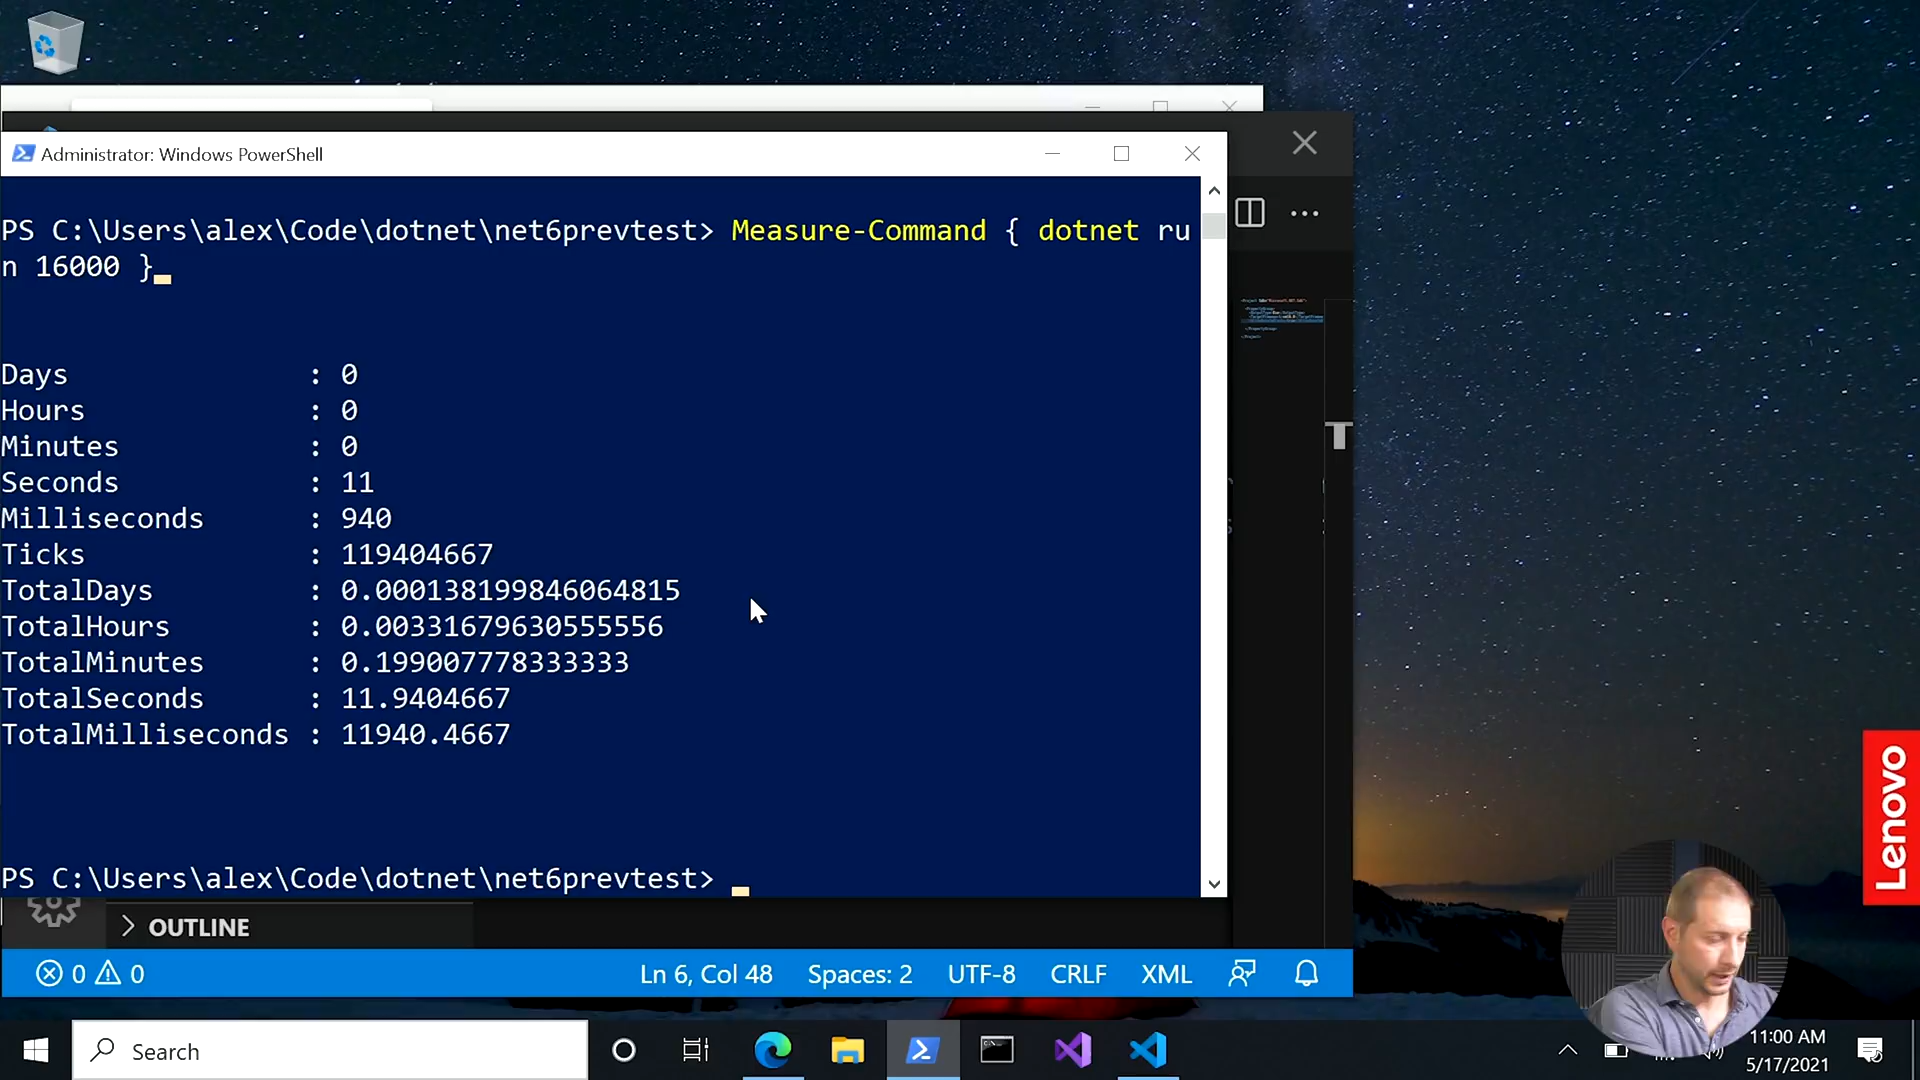 Administrator: Windows PowerShell
PS C:\Users\alex\Code\dotnet\net6prevtest> Measure-Command { dotnet ru
n 16000 }
Days : 0
Hours : 0
Minutes : 0
Seconds : 11
Milliseconds : 940
Ticks : 119404667
TotalDays : 0.000138199846064815
TotalHours : 0.00331679630555556
TotalMinutes : 0.199007778333333
TotalSeconds : 11.9404667
TotalMilliseconds : 11940.4667
PS C:\Users\alex\Code\dotnet\net6prevtest>
OUTLINE
0 0
Ln 6, Col 48 Spaces: 2 UTF-8 CRLF XML
Lenovo
Search
11:00 AM
5/17/2021